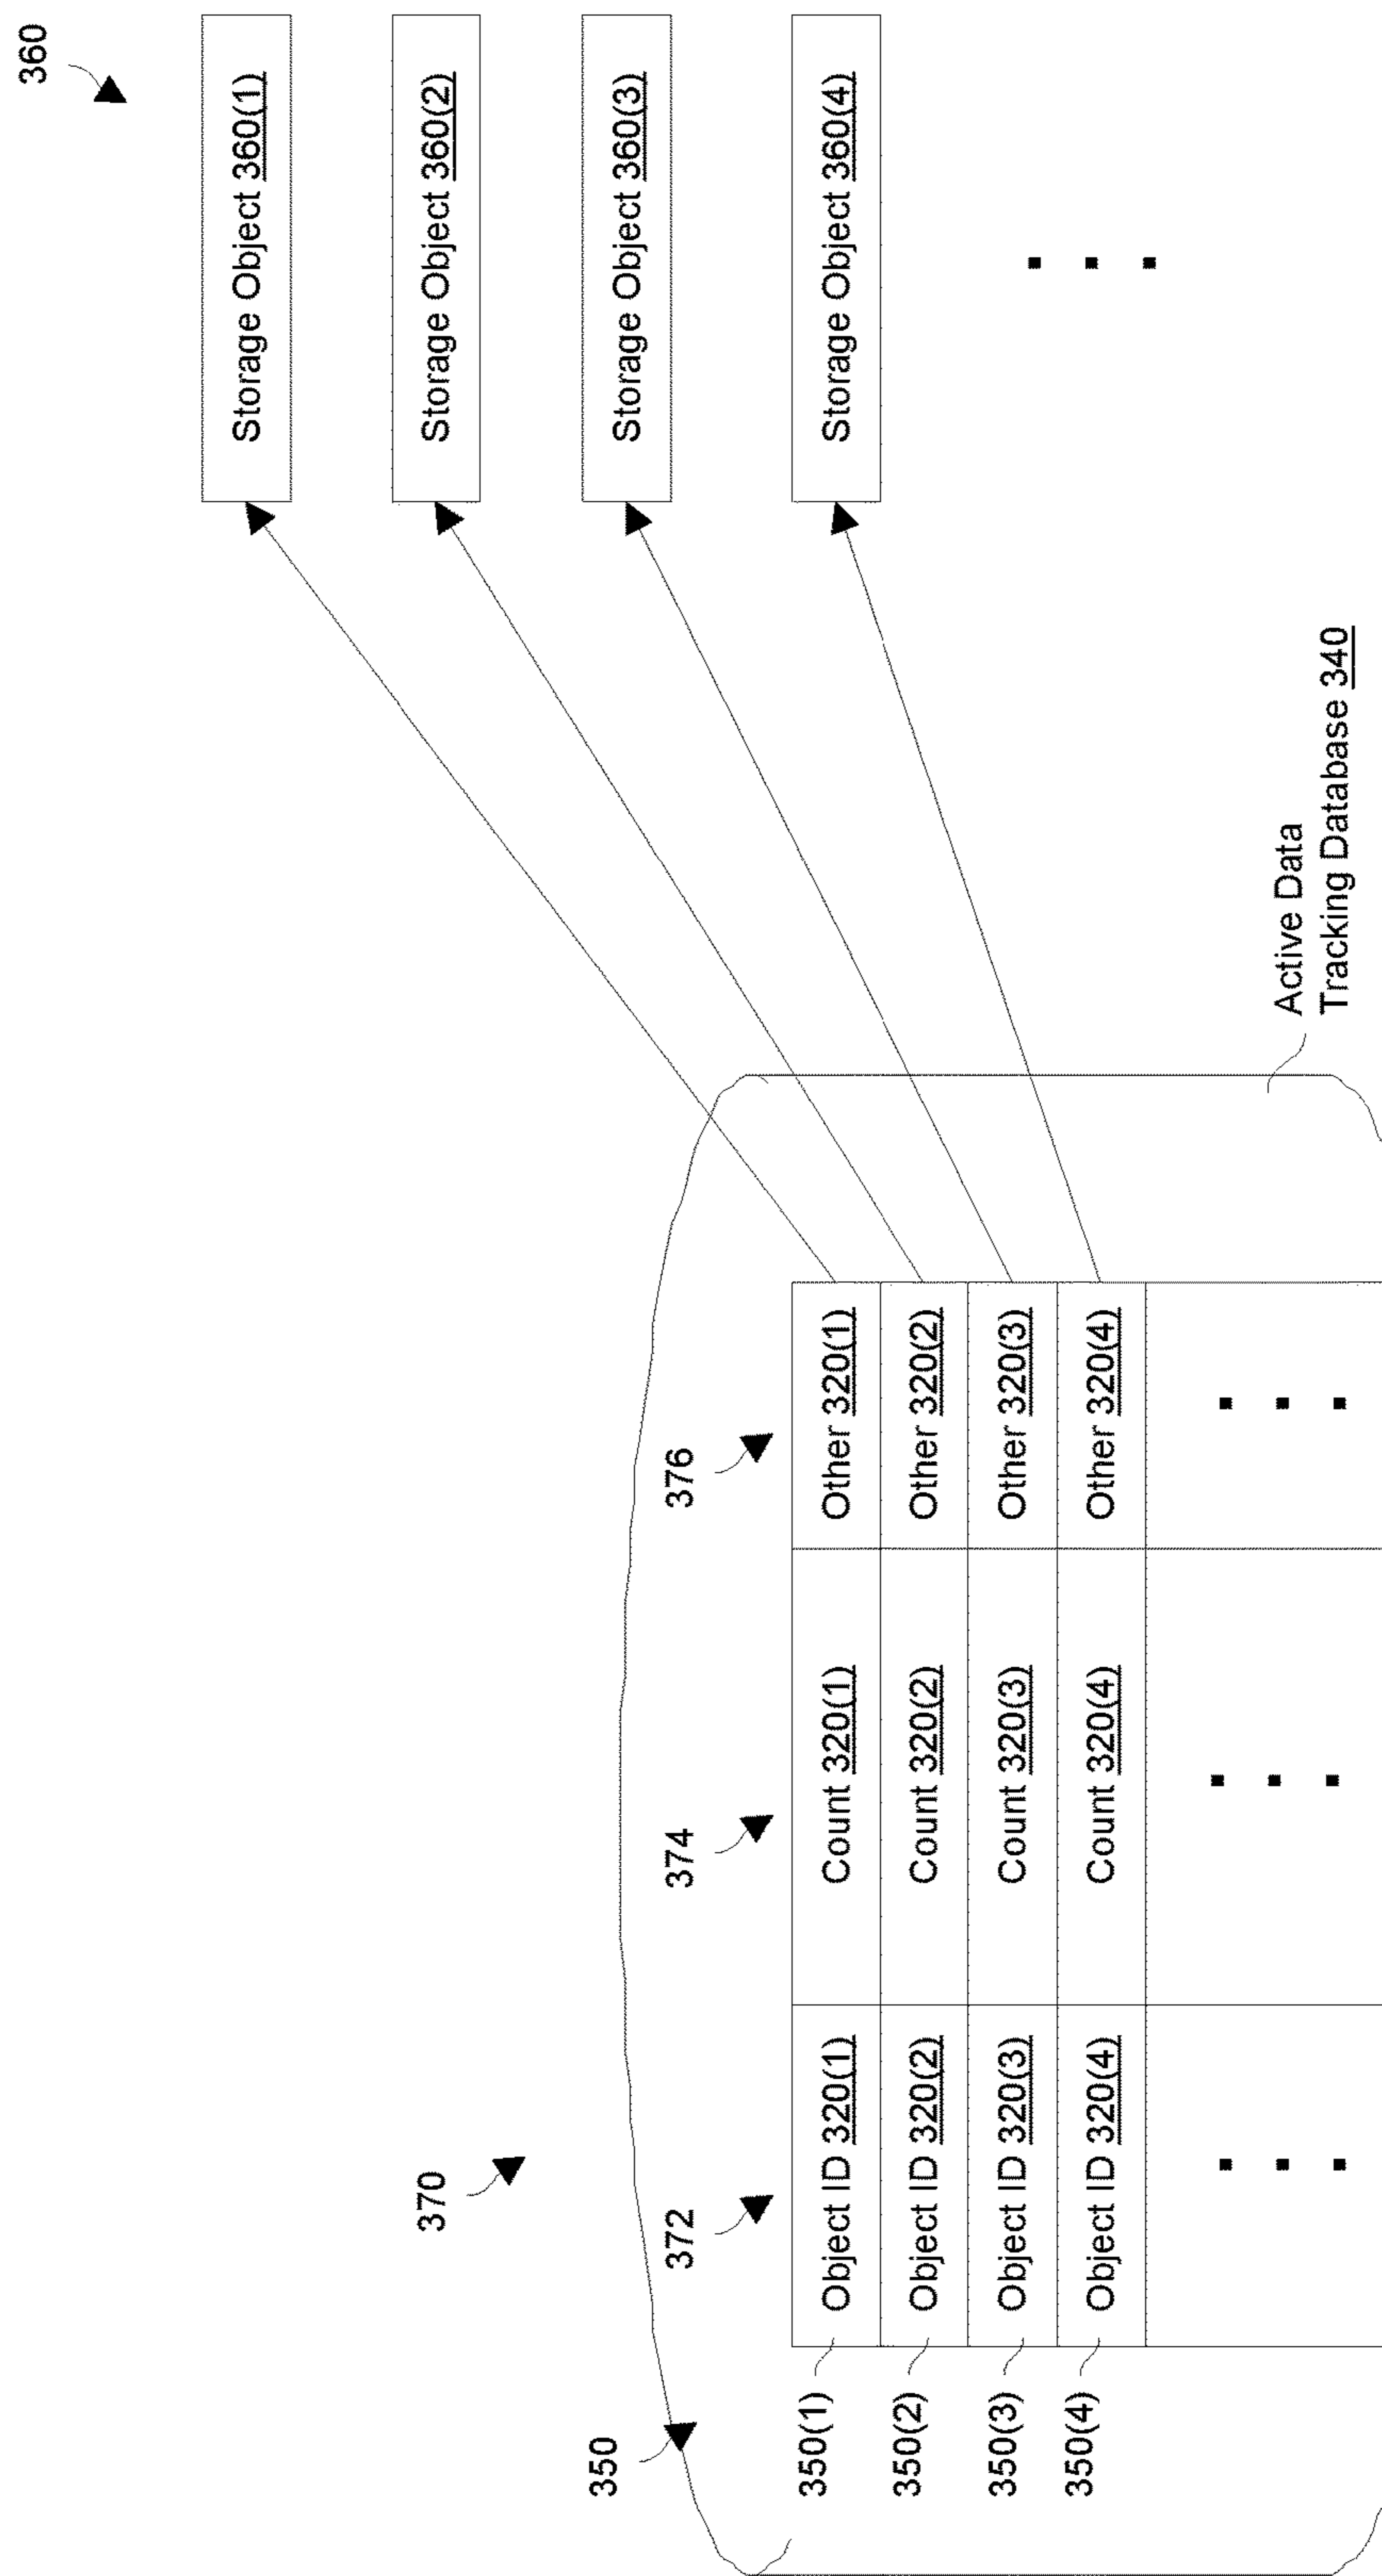 360
Storage Object 360(1)
Storage Object 360(2)
Storage Object 360(3)
Storage Object 360(4)
370
350
372
374
376
350(1)
Object ID 320(1)
Count 320(1)
Other 320(1)
350(2)
Object ID 320(2)
Count 320(2)
Other 320(2)
350(3)
Object ID 320(3)
Count 320(3)
Other 320(3)
350(4)
Object ID 320(4)
Count 320(4)
Other 320(4)
Active Data
Tracking Database 340